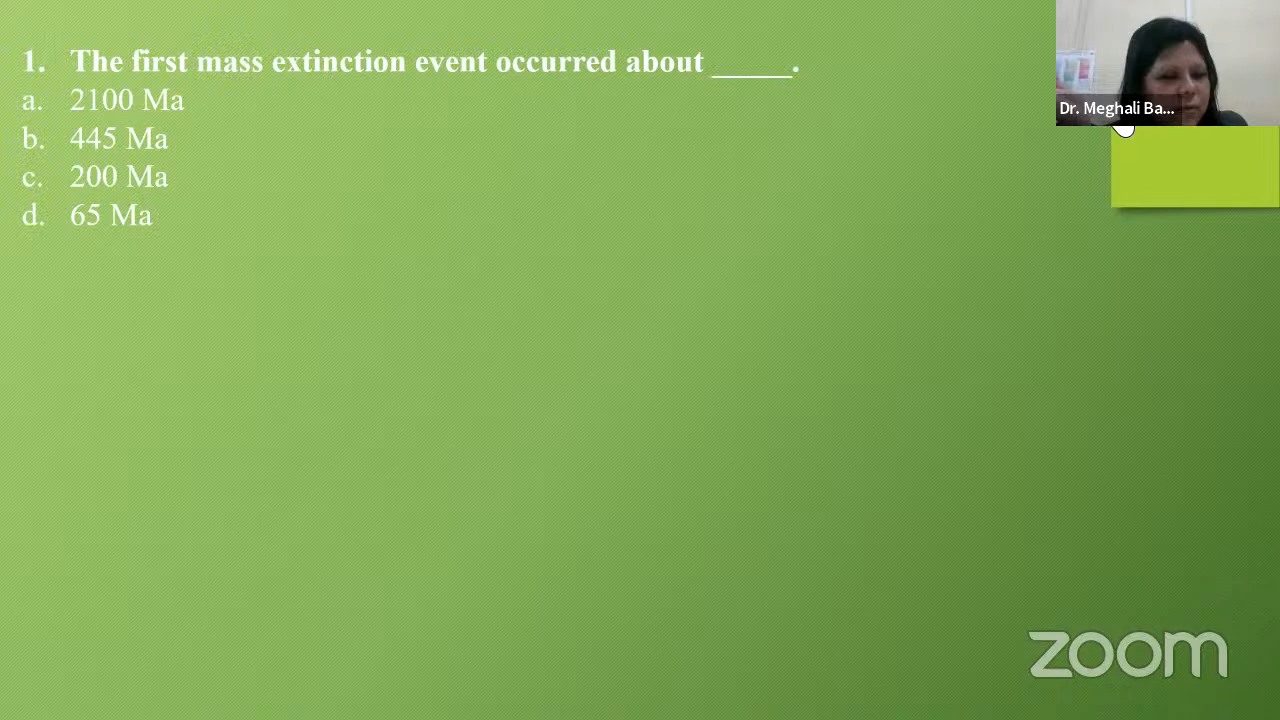 1. The first mass extinction event occurred about _____.
a. 2100 Ma
b. 445 Ma
c. 200 Ma
d. 65 Ma
Dr. Meghali Ba...
zoom